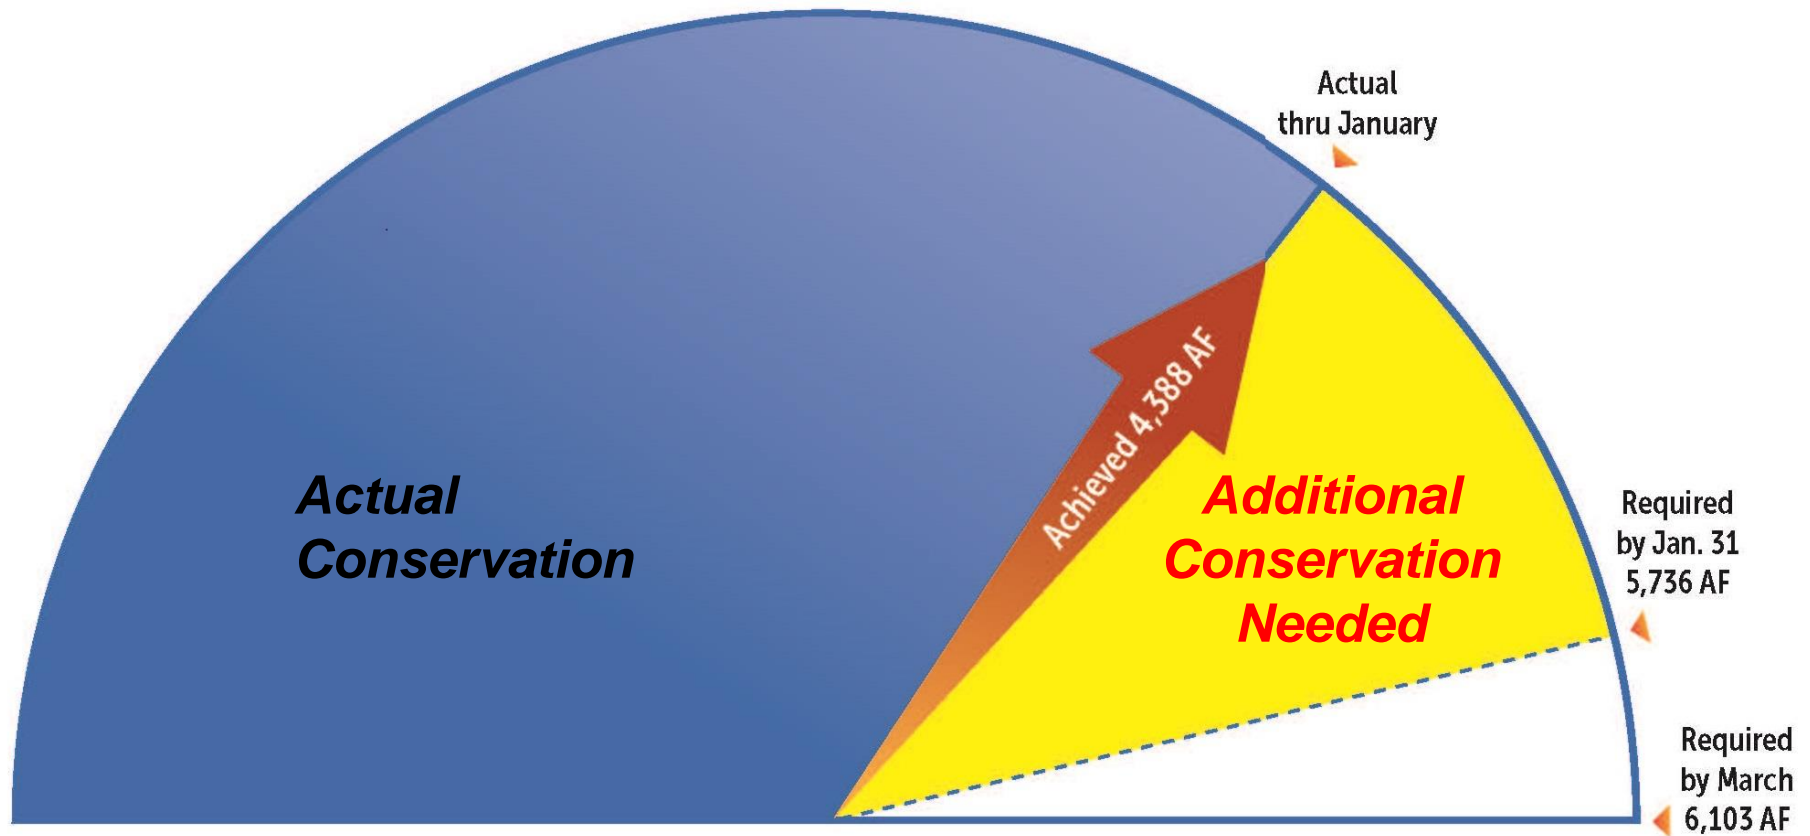 Actual
thru January
Achieved 4,388 AF
Actual
Conservation
Additional
Conservation
Needed
Required
by Jan. 31
5,736 AF
Required
by March
6,103 AF